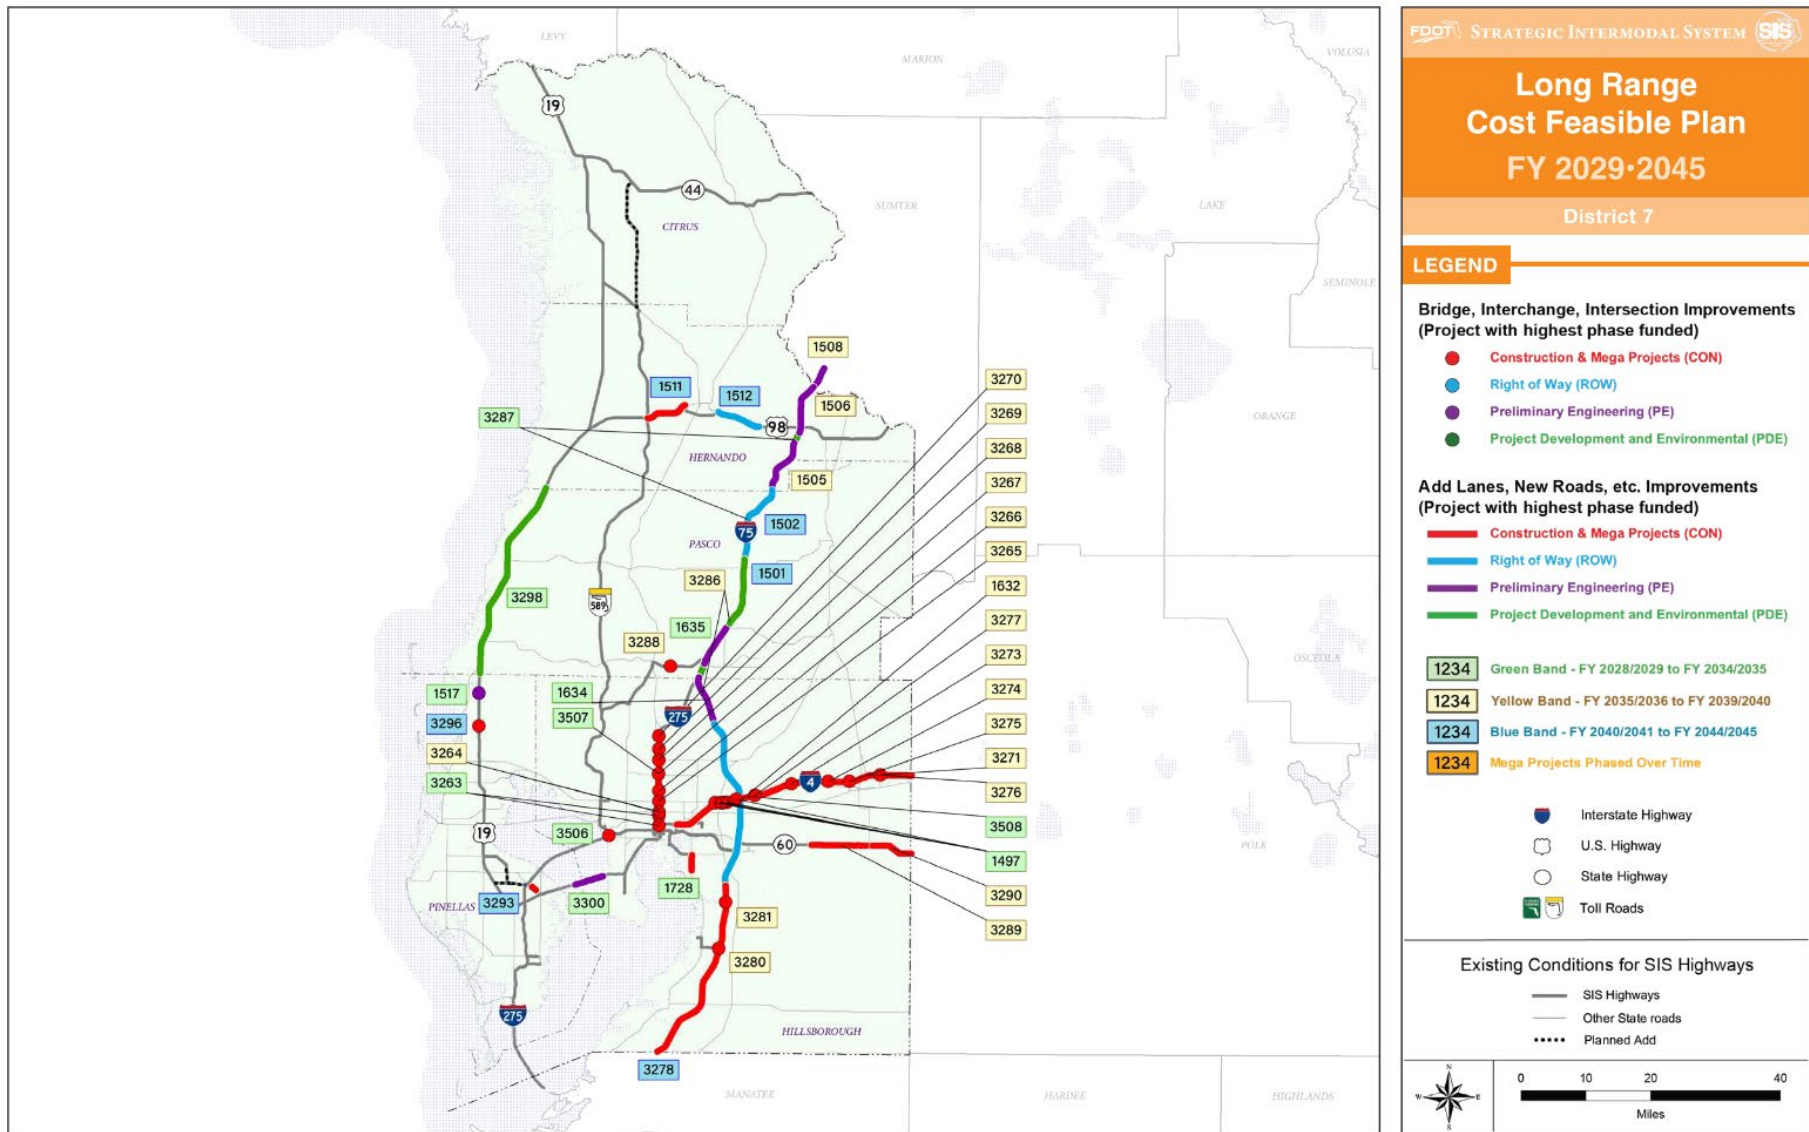 LEVY
MARION
VOLUSIA
19
44
SUMTER
LAKE
CITRUS
SEMINOLE
1508
1511
1512
1506
3270
3287
98
3269
ORANGE
HERNANDO
3268
1505
3267
1502
3266
75
PASCO
3265
3286
1501
1632
3298
589
3277
1635
3288
3273
OSCEOLA
1517
1634
3274
3296
3507
275
3275
3264
3271
3263
4
3276
19
3506
3508
60
POLK
1497
1728
3290
PINELLAS
3293
3300
3281
3289
3280
275
HILLSBOROUGH
3278
MANATEE
HARDEE
HIGHLANDS
FDOT STRATEGIC INTERMODAL SYSTEM SIS
Long Range
Cost Feasible Plan
FY 2029•2045
District 7
LEGEND
Bridge, Interchange, Intersection Improvements
(Project with highest phase funded)
Construction & Mega Projects (CON)
Right of Way (ROW)
Preliminary Engineering (PE)
Project Development and Environmental (PDE)
Add Lanes, New Roads, etc. Improvements
(Project with highest phase funded)
Construction & Mega Projects (CON)
Right of Way (ROW)
Preliminary Engineering (PE)
Project Development and Environmental (PDE)
1234 Green Band - FY 2028/2029 to FY 2034/2035
1234 Yellow Band - FY 2035/2036 to FY 2039/2040
1234 Blue Band - FY 2040/2041 to FY 2044/2045
1234 Mega Projects Phased Over Time
Interstate Highway
U.S. Highway
State Highway
Toll Roads
Existing Conditions for SIS Highways
SIS Highways
Other State roads
Planned Add
N
W E
S
0 10 20 40
Miles